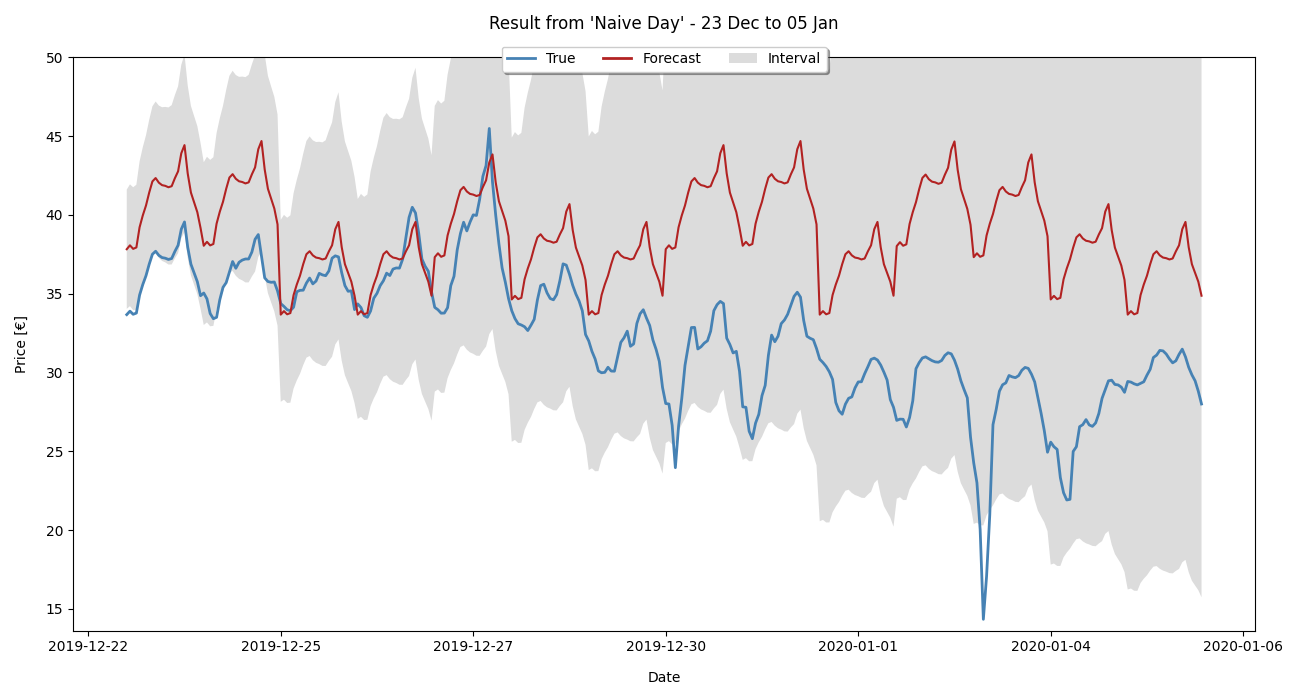 Result from 'Naive Day' - 23 Dec to 05 Jan
True Forecast Interval
50
45
40
35
30
25
20
15
Price [€]
2019-12-22 2019-12-25 2019-12-27 2019-12-30 2020-01-01 2020-01-04 2020-01-06
Date